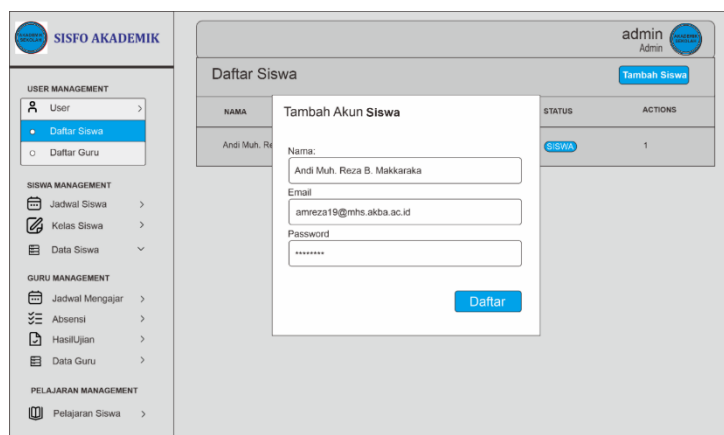 SISFO AKADEMIK
admin
Admin
USER MANAGEMENT
User
Daftar Siswa
Daftar Guru
SISWA MANAGEMENT
Jadwal Siswa
Kelas Siswa
Data Siswa
GURU MANAGEMENT
Jadwal Mengajar
Absensi
HasilUjian
Data Guru
PELAJARAN MANAGEMENT
Pelajaran Siswa
Daftar Siswa
Tambah Siswa
NAMA
STATUS
ACTIONS
Andi Muh. Re
SISWA
1
Tambah Akun Siswa
Nama:
Andi Muh. Reza B. Makkaraka
Email
amreza19@mhs.akba.ac.id
Password
********
Daftar